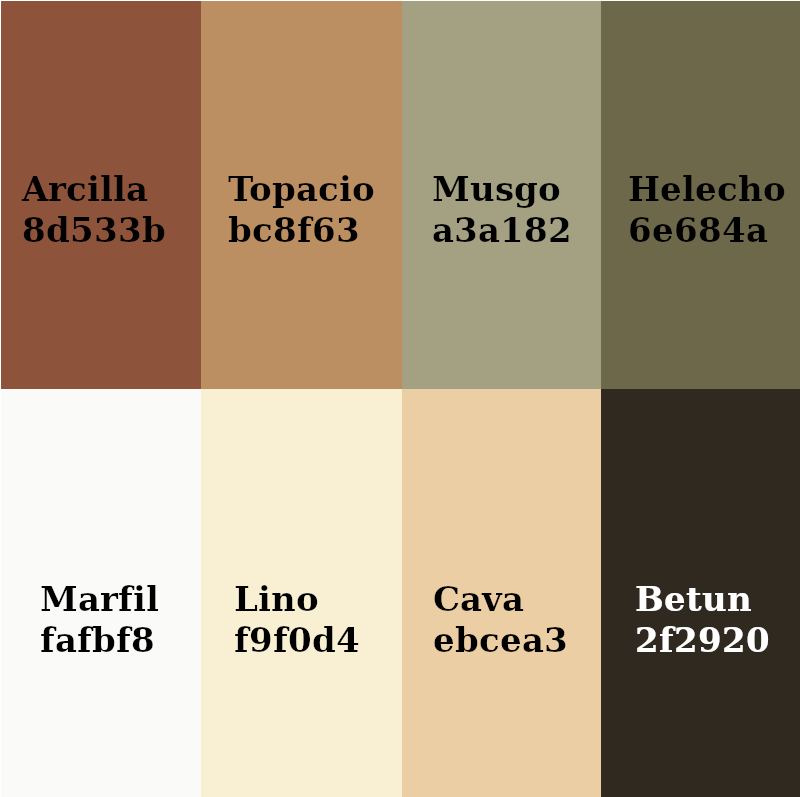 Arcilla
8d533b
Topacio
bc8f63
Musgo
a3a182
Helecho
6e684a
Marfil
fafbf8
Lino
f9f0d4
Cava
ebcea3
Betun
2f2920